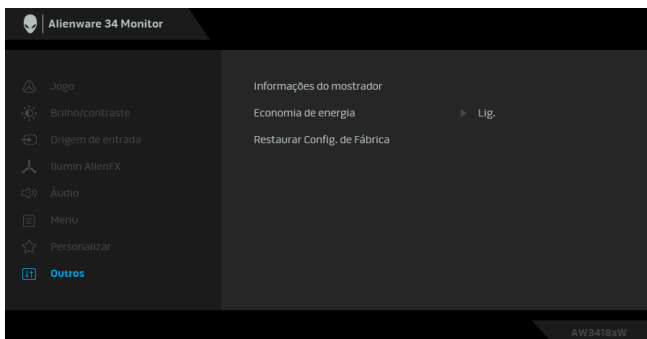 Alienware 34 Monitor
Jogo
Informações do mostrador
Brilho/contraste
Economia de energia
Lig.
Origem de entrada
Restaurar Config. de Fábrica
Ilumin AlienFX
Áudio
Menu
Personalizar
Outros
AW3418xW